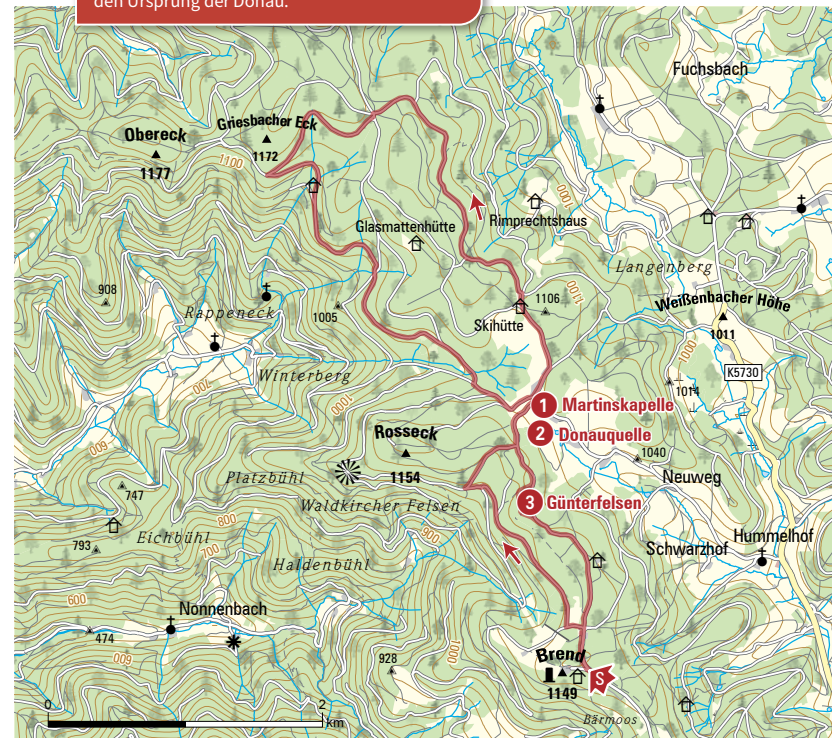 den Ursprung der Donau.
Fuchsbach
Obereck
1177
Griesbacher Eck
1172
1100
1000
Glasmattenhütte
Rimprechtshaus
Langenberg
908
Rappeneck
1005
1106
1100
Skihütte
Weißenbacher Höhe
1011
1000
K5730
700
Winterberg
1000
1014
1 Martinskapelle
2 Donauquelle
600
Rosseck
1154
1040
Neuweg
Platzbühl
747
Waldkircher Felsen
3 Günterfelsen
Eichbühl
800
900
793
700
Haldenbühl
Schwarzhof
Hummelhof
600
Nonnenbach
474
600
1000
928
Brend
1149
S
Bärmoos
0
2
km